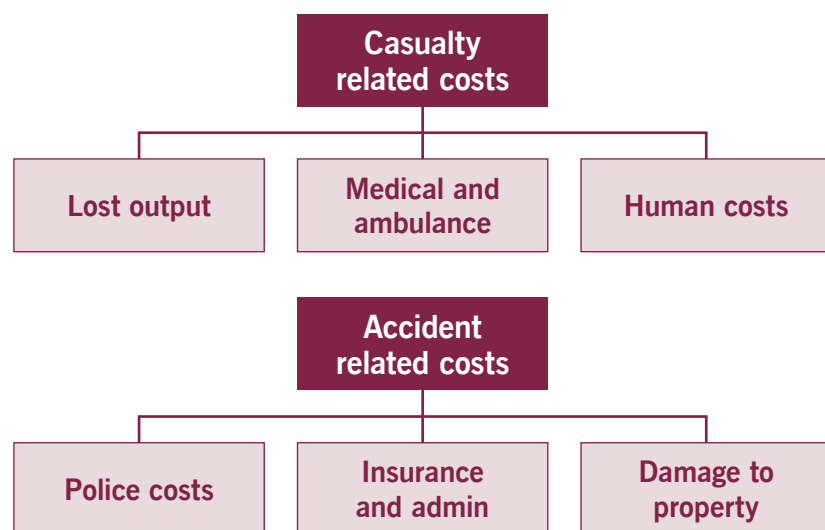 Casualty
related costs
Lost output
Medical and
ambulance
Human costs
Accident
related costs
Police costs
Insurance
and admin
Damage to
property